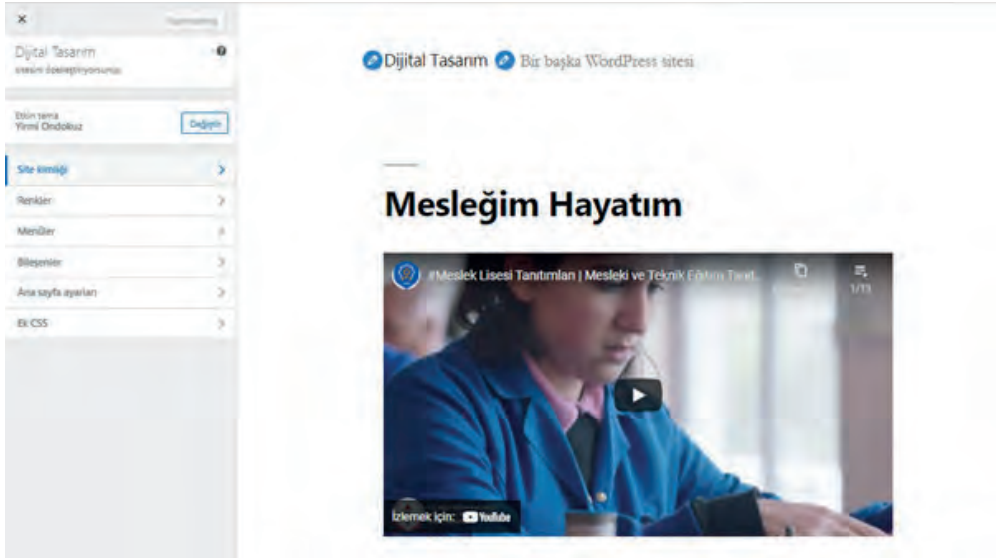 Dijital Tasarım
sitesini özelleştiriyorsunuz
Etkin tema
Yirmi Ondokuz
Değiştir
Site kimliği
Renkler
Menüler
Bileşenler
Ana sayfa ayarları
Ek CSS
Dijital Tasarım Bir başka WordPress sitesi
Mesleğim Hayatım
#Meslek Lisesi Tanıtımları | Mesleki ve Teknik Eğitim
1/13
İzlemek için: YouTube